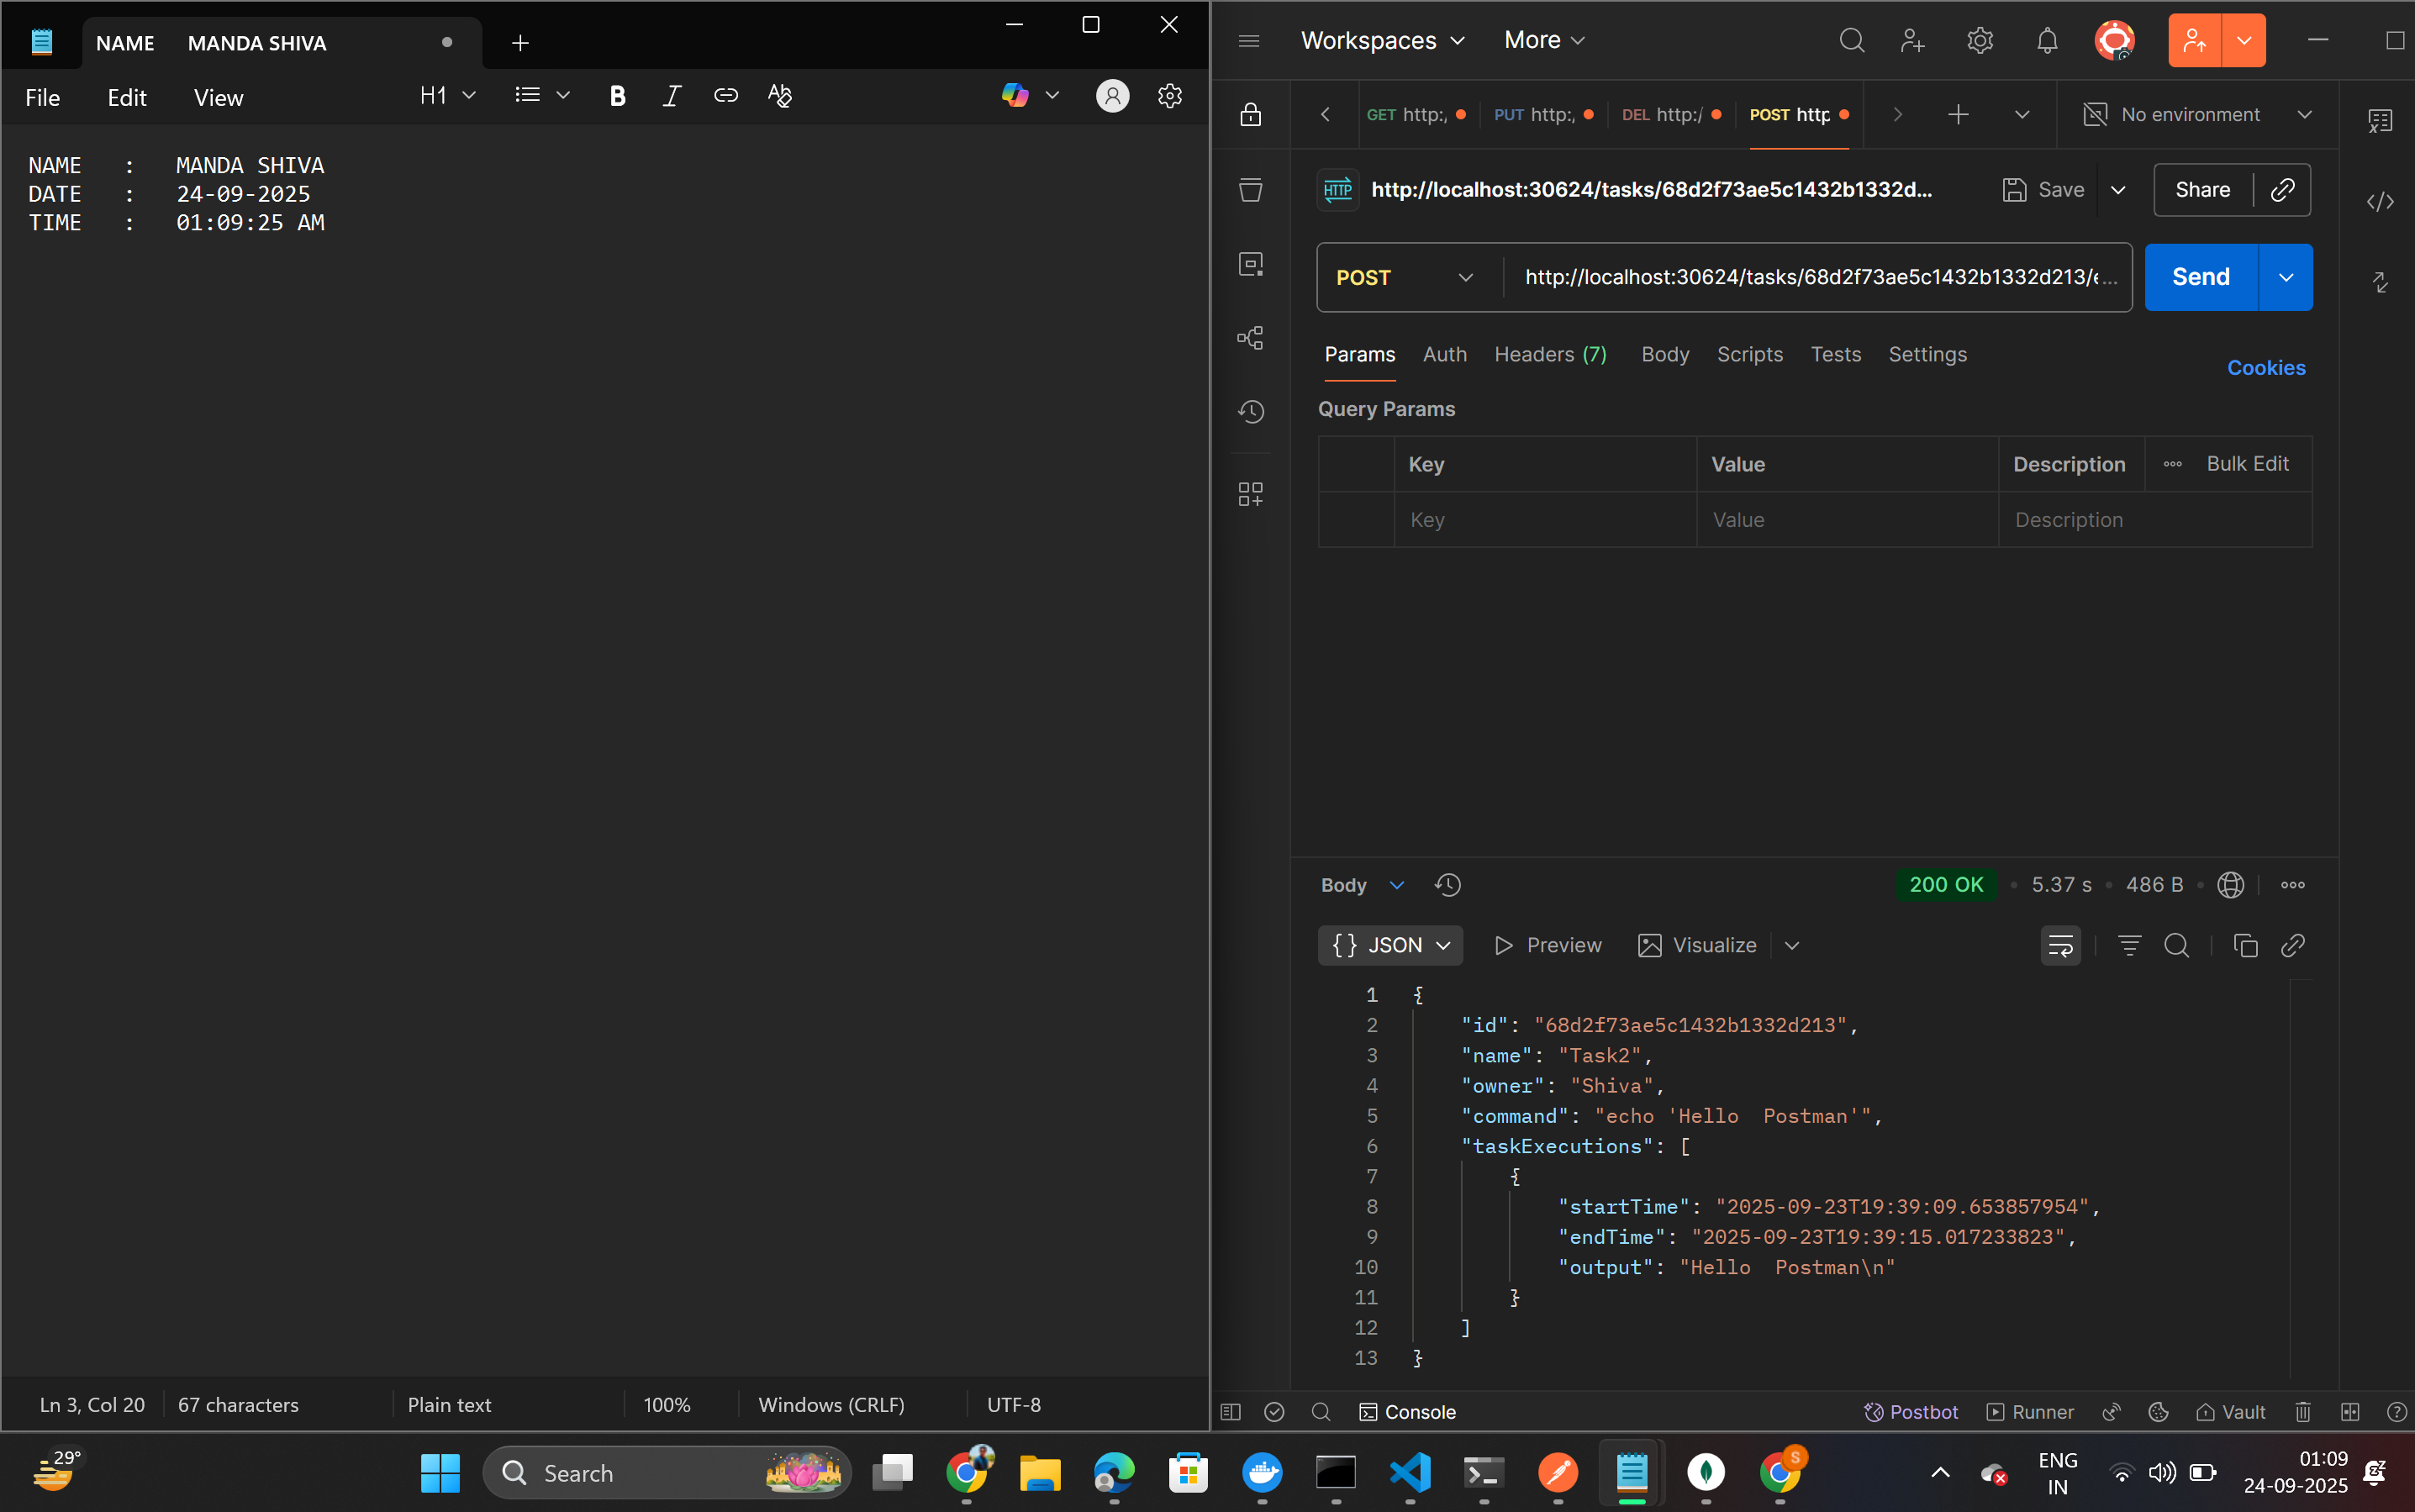 NAME MANDA SHIVA
File Edit View H1 B I
NAME : MANDA SHIVA
DATE : 24-09-2025
TIME : 01:09:25 AM
Ln 3, Col 20 67 characters Plain text 100% Windows (CRLF) UTF-8
Workspaces More
GET http:/ PUT http:/ DEL http:/ POST http No environment
HTTP http://localhost:30624/tasks/68d2f73ae5c1432b1332d... Save Share
POST http://localhost:30624/tasks/68d2f73ae5c1432b1332d213/e... Send
Params Auth Headers (7) Body Scripts Tests Settings
Cookies
Query Params
Key Value Description Bulk Edit
Key Value Description
Body 200 OK 5.37 s 486 B
{} JSON Preview Visualize
1 {
2 "id": "68d2f73ae5c1432b1332d213",
3 "name": "Task2",
4 "owner": "Shiva",
5 "command": "echo 'Hello  Postman'",
6 "taskExecutions": [
7 {
8 "startTime": "2025-09-23T19:39:09.653857954",
9 "endTime": "2025-09-23T19:39:15.017233823",
10 "output": "Hello  Postman\n"
11 }
12 ]
13 }
Console Postbot Runner Vault
29° Search S ENG 01:09
IN 24-09-2025